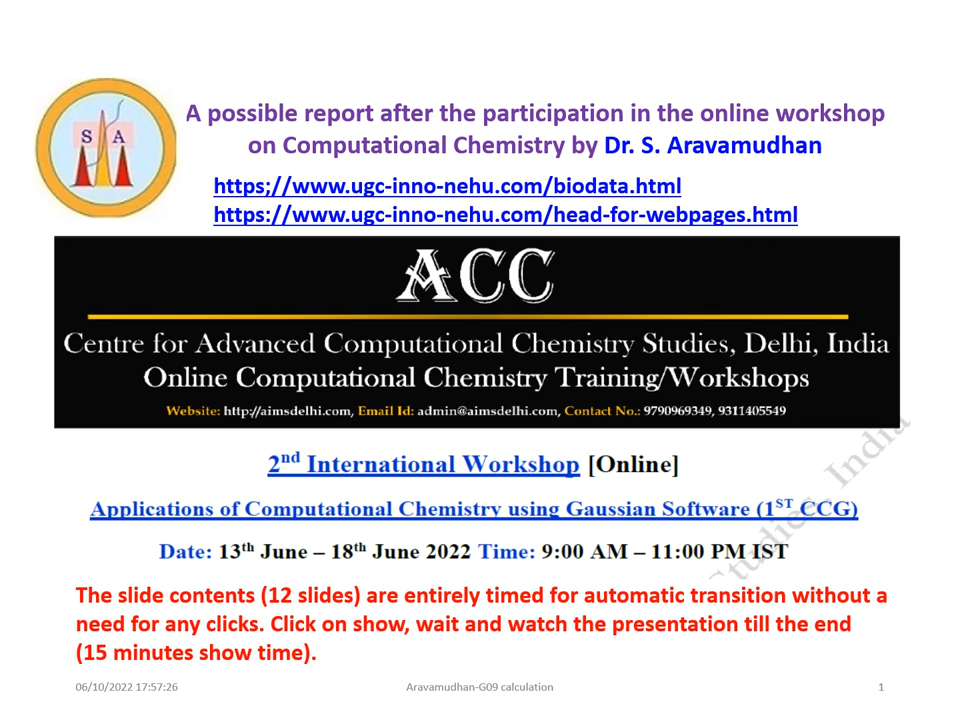 S A
A possible report after the participation in the online workshop
on Computational Chemistry by Dr. S. Aravamudhan
https;//www.ugc-inno-nehu.com/biodata.html
https://www.ugc-inno-nehu.com/head-for-webpages.html
ACC
Centre for Advanced Computational Chemistry Studies, Delhi, India
Online Computational Chemistry Training/Workshops
Website: http://aimsdelhi.com, Email Id: admin@aimsdelhi.com, Contact No.: 9790969349, 9311405549
2nd International Workshop [Online]
Applications of Computational Chemistry using Gaussian Software (1ST CCG)
Date: 13th June – 18th June 2022 Time: 9:00 AM – 11:00 PM IST
Studies, India
The slide contents (12 slides) are entirely timed for automatic transition without a
need for any clicks. Click on show, wait and watch the presentation till the end
(15 minutes show time).
06/10/2022 17:57:26
Aravamudhan-G09 calculation
1